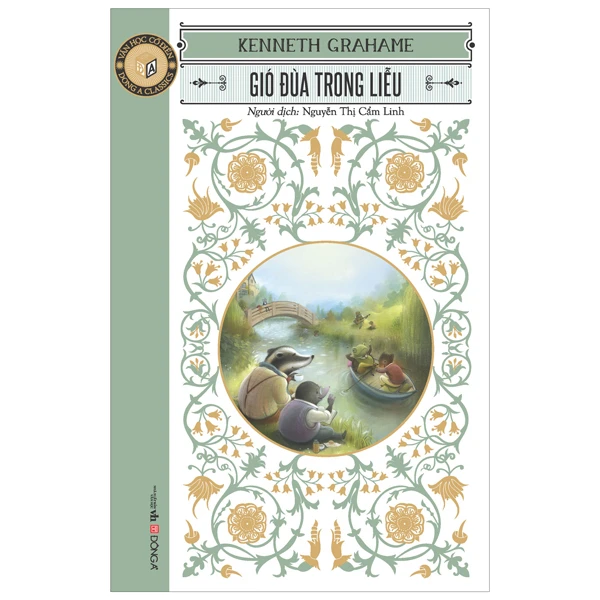 VĂN HỌC CỔ ĐIỂN
ĐÔNG A CLASSICS
KENNETH GRAHAME
GIÓ ĐÙA TRONG LIỄU
Người dịch: Nguyễn Thị Cẩm Linh
ĐÔNG A